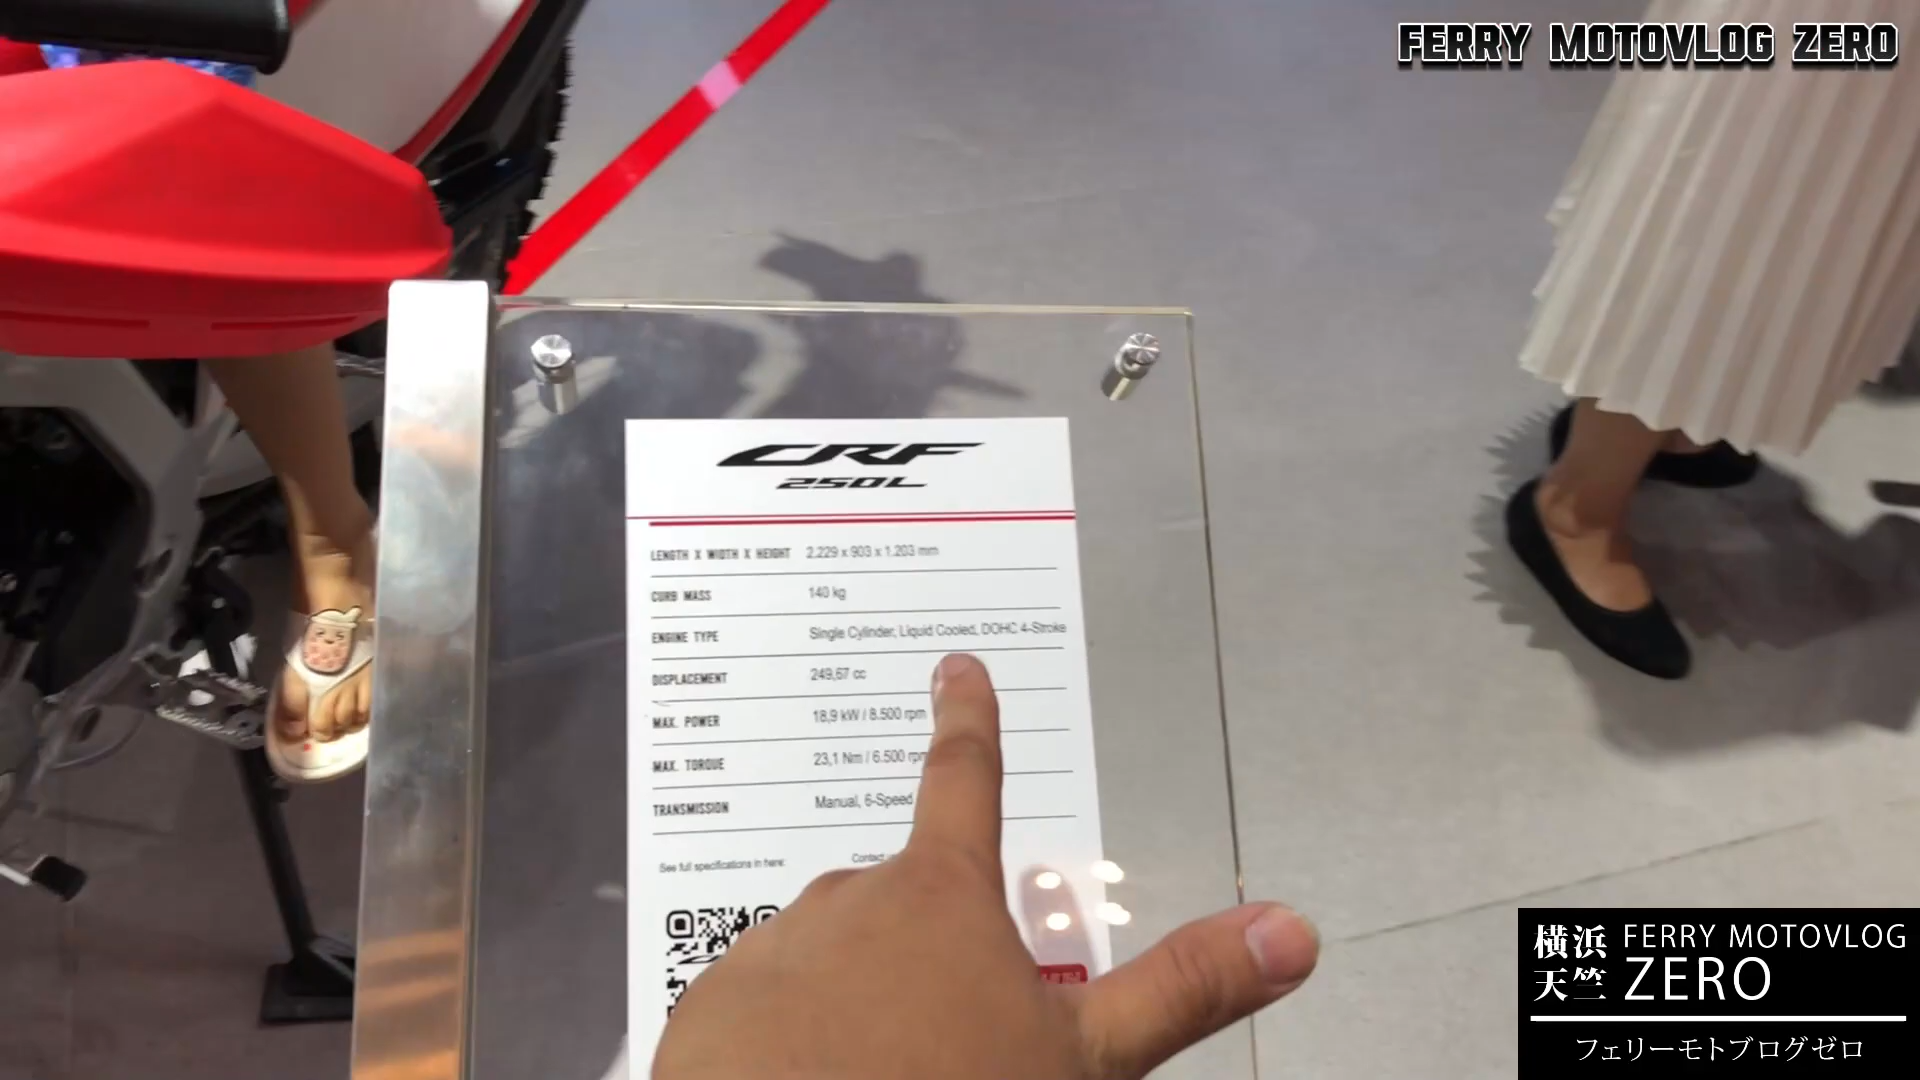 FERRY MOTOVLOG ZERO
CRF
250L
LENGTH X WIDTH X HEIGHT 2.229 x 903 x 1.203 mm
CURB MASS 140 kg
ENGINE TYPE Single Cylinder, Liquid Cooled, DOHC 4-Stroke
DISPLACEMENT 249,67 cc
MAX. POWER 18,9 kW / 8.500 rpm
MAX. TORQUE 23,1 Nm / 6.500 rpm
TRANSMISSION Manual, 6-Speed
See full specifications in here: Contact
横浜 FERRY MOTOVLOG
天竺 ZERO
フェリーモトブログゼロ